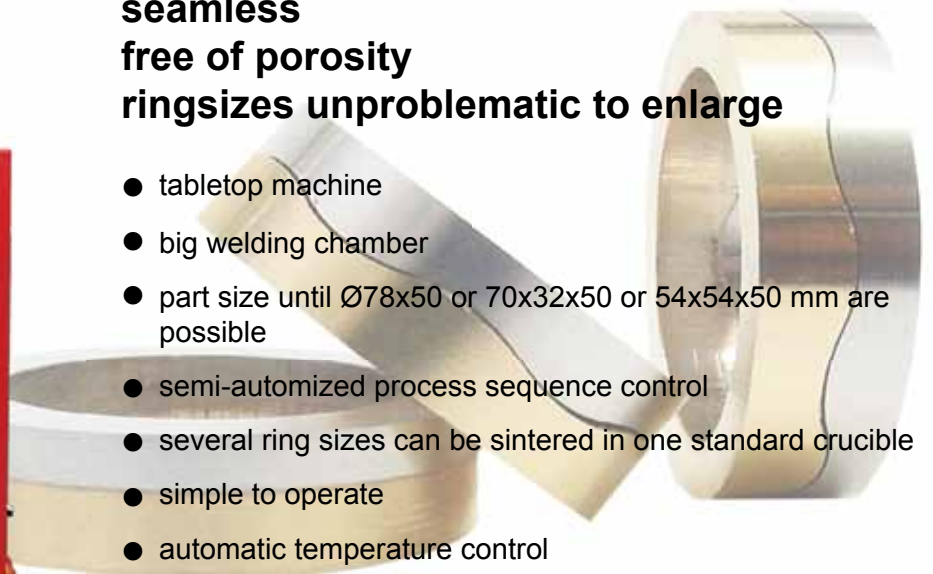 seamless
free of porosity
ringsizes unproblematic to enlarge
● tabletop machine
● big welding chamber
● part size until Ø78x50 or 70x32x50 or 54x54x50 mm are
possible
● semi-automized process sequence control
● several ring sizes can be sintered in one standard crucible
● simple to operate
● automatic temperature control